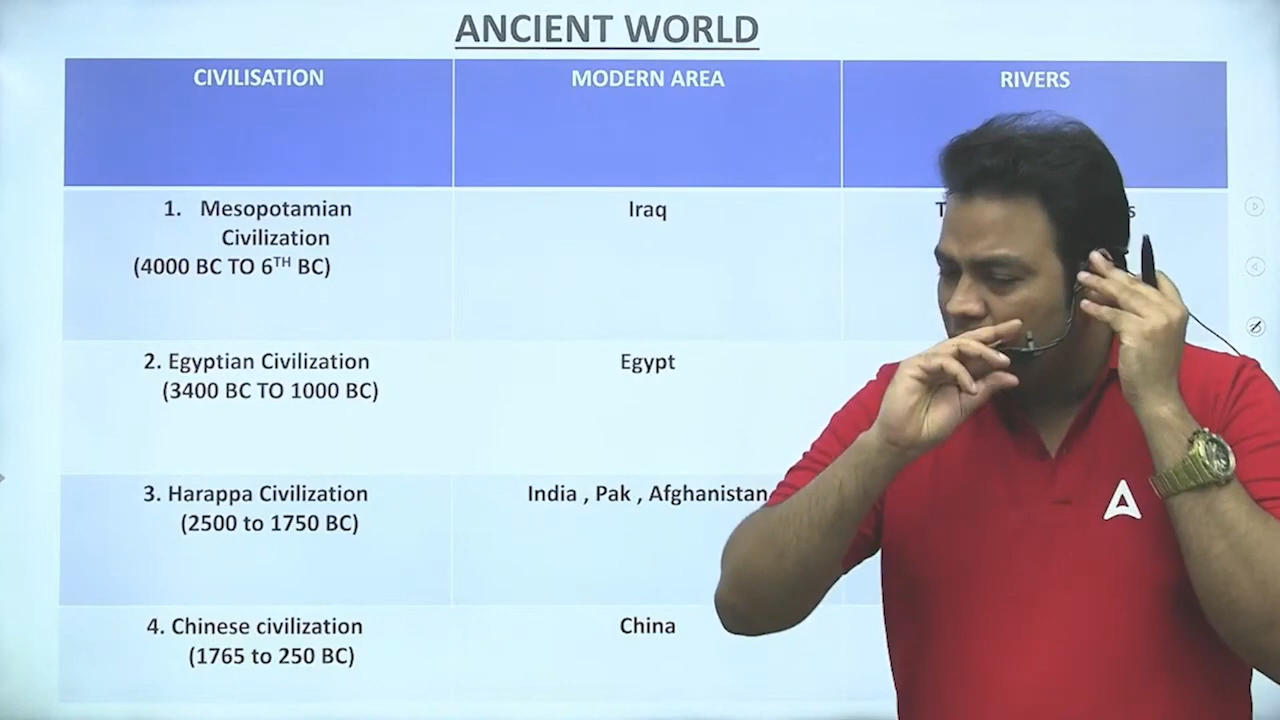 ANCIENT WORLD
CIVILISATION
MODERN AREA
RIVERS
1. Mesopotamian
Civilization
(4000 BC TO 6TH BC)
Iraq
2. Egyptian Civilization
(3400 BC TO 1000 BC)
Egypt
3. Harappa Civilization
(2500 to 1750 BC)
India , Pak , Afghanistan
4. Chinese civilization
(1765 to 250 BC)
China